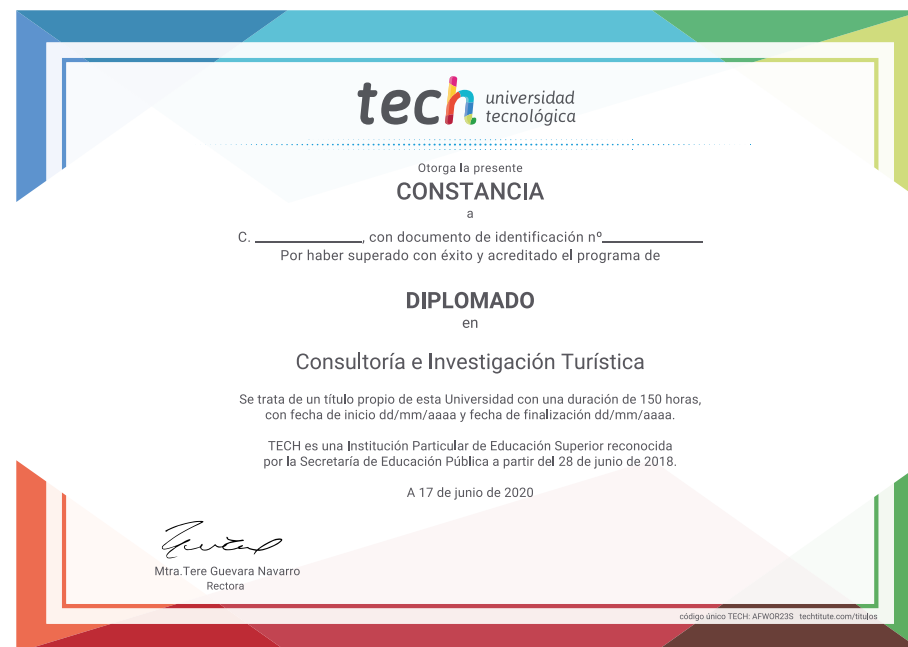 tech universidad
tecnológica
Otorga la presente
CONSTANCIA
a
C. ____________, con documento de identificación nº____________
Por haber superado con éxito y acreditado el programa de
DIPLOMADO
en
Consultoría e Investigación Turística
Se trata de un título propio de esta Universidad con una duración de 150 horas,
con fecha de inicio dd/mm/aaaa y fecha de finalización dd/mm/aaaa.
TECH es una Institución Particular de Educación Superior reconocida
por la Secretaría de Educación Pública a partir del 28 de junio de 2018.
A 17 de junio de 2020
Mtra.Tere Guevara Navarro
Rectora
código único TECH: AFWOR23S techtitute.com/titulos